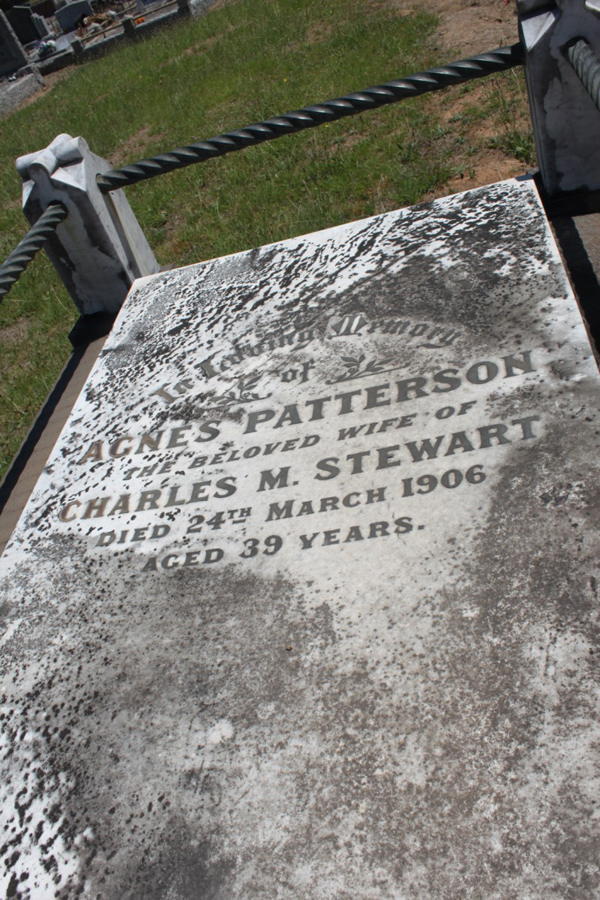 In Loving Memory
of
AGNES PATTERSON
THE BELOVED WIFE OF
CHARLES M. STEWART
DIED 24TH MARCH 1906
AGED 39 YEARS.